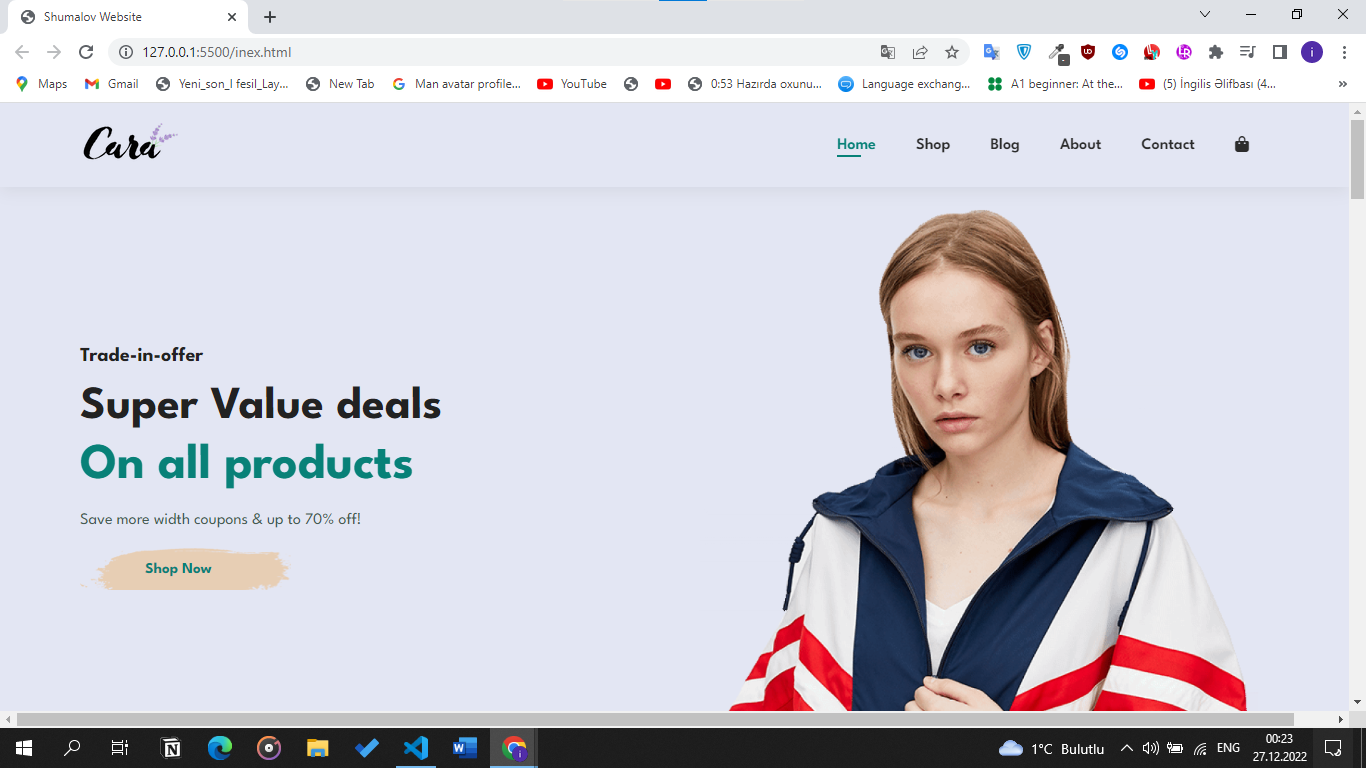 Shumalov Website
127.0.0.1:5500/inex.html
Maps
Gmail
Yeni_son_I fesil_Lay...
New Tab
Man avatar profile...
YouTube
0:53 Hazırda oxunu...
Language exchang...
A1 beginner: At the...
(5) İngilis Əlifbası (4...
»
Cara
Home
Shop
Blog
About
Contact
Trade-in-offer
Super Value deals
On all products
Save more width coupons & up to 70% off!
Shop Now
1°C Bulutlu
ENG
00:23
27.12.2022